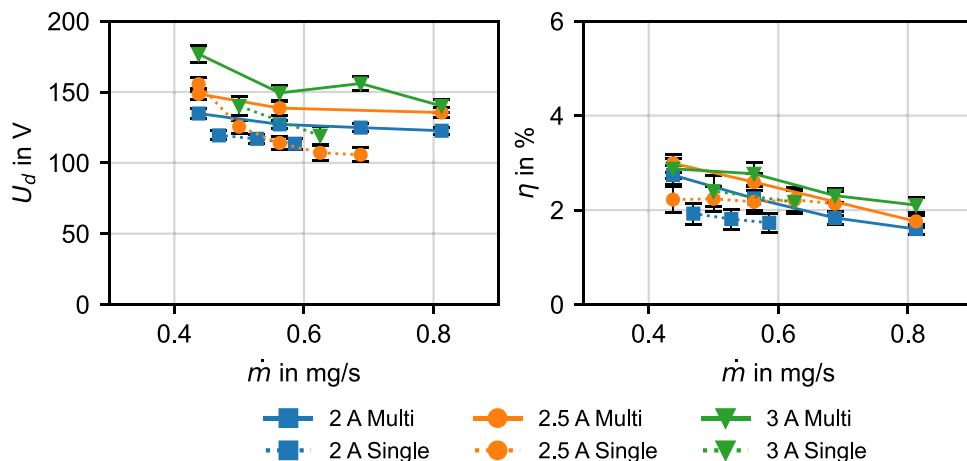 200
150
100
50
0
U_d in V
0.4 0.6 0.8
ṁ in mg/s
6
4
2
0
η in %
0.4 0.6 0.8
ṁ in mg/s
2 A Multi 2.5 A Multi 3 A Multi
2 A Single 2.5 A Single 3 A Single